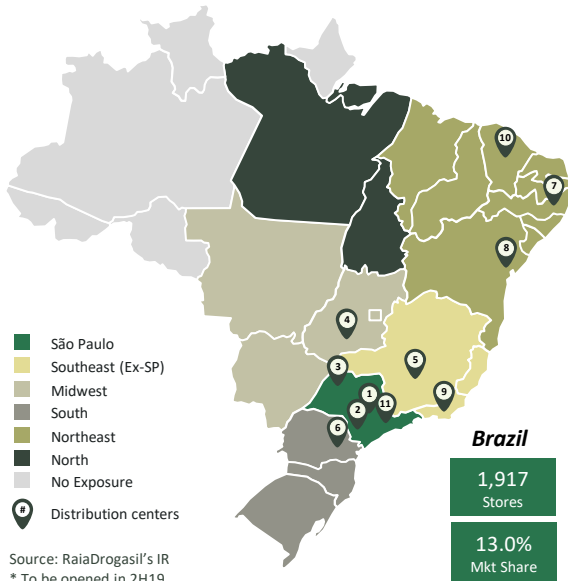 10
7
8
4
5
3
1
9
11
2
6
São Paulo
Southeast (Ex-SP)
Midwest
South
Northeast
North
No Exposure
# Distribution centers
Source: RaiaDrogasil's IR
* To be opened in 2H19
Brazil
1,917
Stores
13.0%
Mkt Share